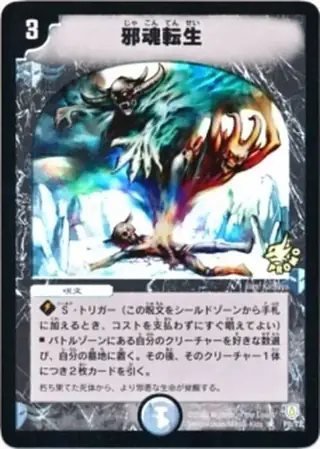 3
じゃ こん てん せい
邪魂転生
呪文
S・トリガー（この呪文をシールドゾーンから手札
に加えるとき、コストを支払わずにすぐ唱えてよい）
■バトルゾーンにある自分のクリーチャーを好きな数選
び、自分の墓地に置く。その後、そのクリーチャー1体
につき2枚カードを引く。
朽ち果てた死体から、より邪悪な生命が覚醒する。